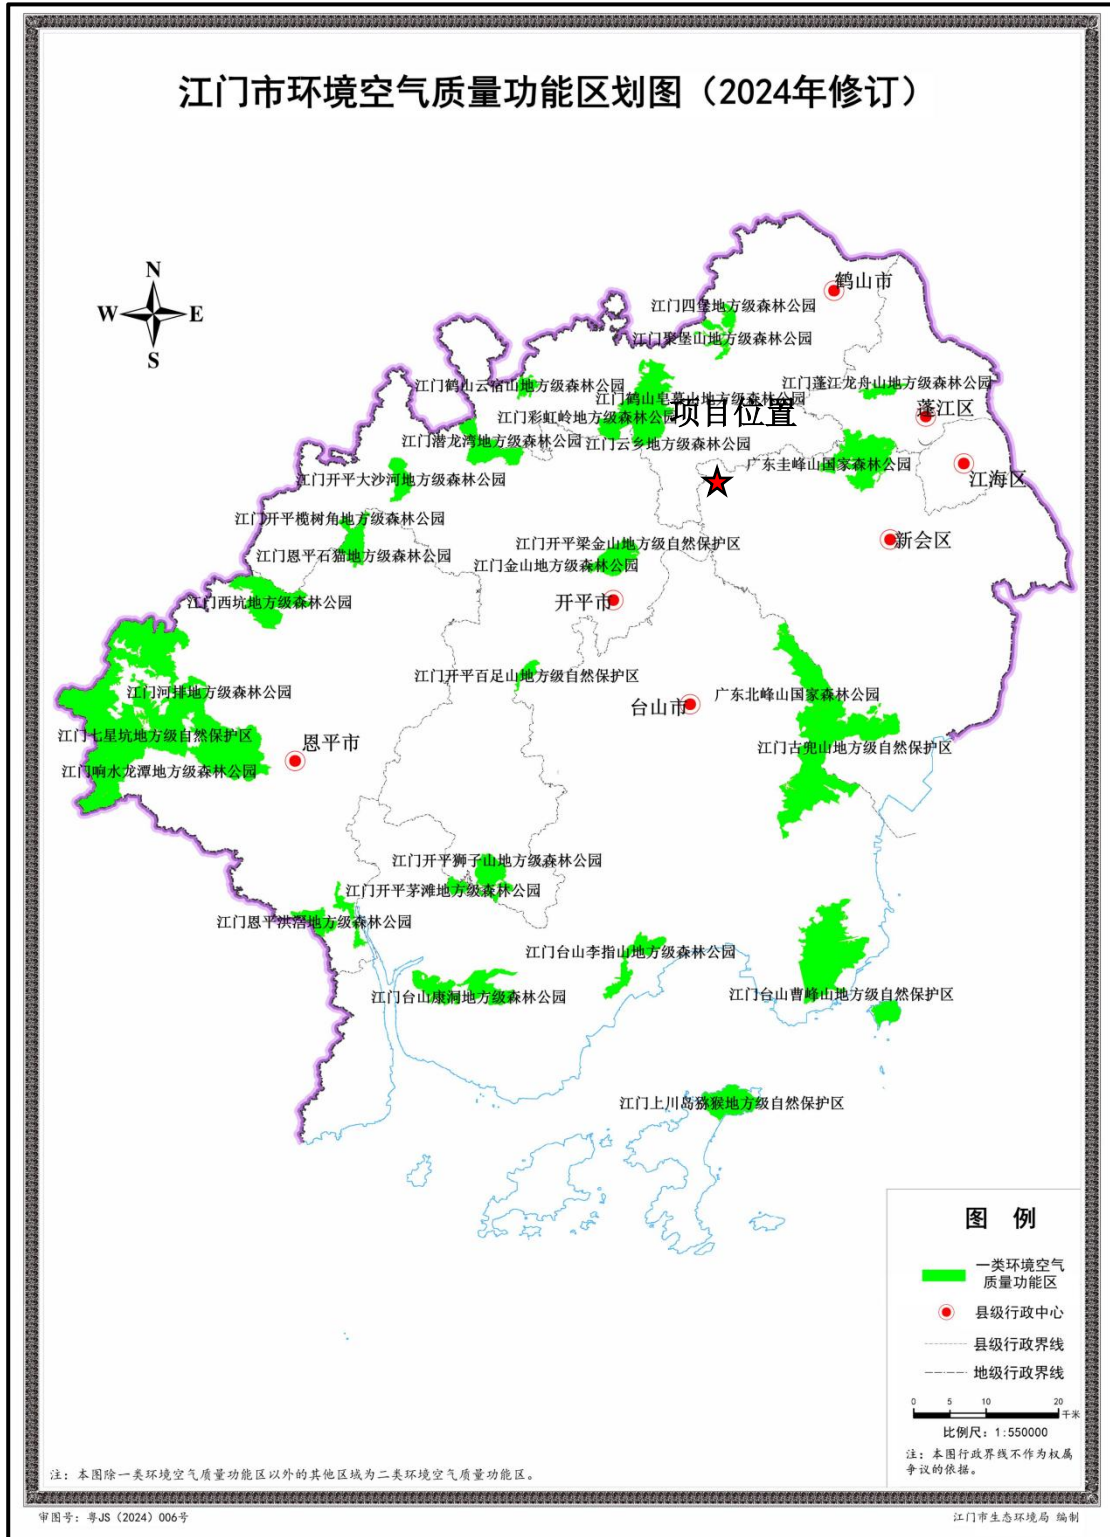 江门市环境空气质量功能区划图（2024年修订）
N
W
E
S
鹤山市
江门四堡地方级森林公园
江门聚堡山地方级森林公园
江门鹤山云宿山地方级森林公园
江门蓬江龙舟山地方级森林公园
江门鹤山皂幕山地方级森林公园
蓬江区
项目位置
江门彩虹岭地方级森林公园
江门潜龙湾地方级森林公园
江门云乡地方级森林公园
广东圭峰山国家森林公园
江海区
江门开平大沙河地方级森林公园
江门开平榄树角地方级森林公园
江门恩平石猫地方级森林公园
江门开平梁金山地方级自然保护区
新会区
江门金山地方级森林公园
江门西坑地方级森林公园
开平市
江门开平百足山地方级自然保护区
江门河排地方级森林公园
广东北峰山国家森林公园
台山市
江门七星坑地方级自然保护区
恩平市
江门古兜山地方级自然保护区
江门响水龙潭地方级森林公园
江门开平狮子山地方级森林公园
江门开平茅滩地方级森林公园
江门恩平洪滘地方级森林公园
江门台山李指山地方级森林公园
江门台山康洞地方级森林公园
江门台山曹峰山地方级自然保护区
江门上川岛猕猴地方级自然保护区
图 例
一类环境空气
质量功能区
县级行政中心
县级行政界线
地级行政界线
0 5 10 20
千米
比例尺：1:550000
注：本图行政界线不作为权属
争议的依据。
注：本图除一类环境空气质量功能区以外的其他区域为二类环境空气质量功能区。
审图号：粤JS（2024）006号
江门市生态环境局 编制